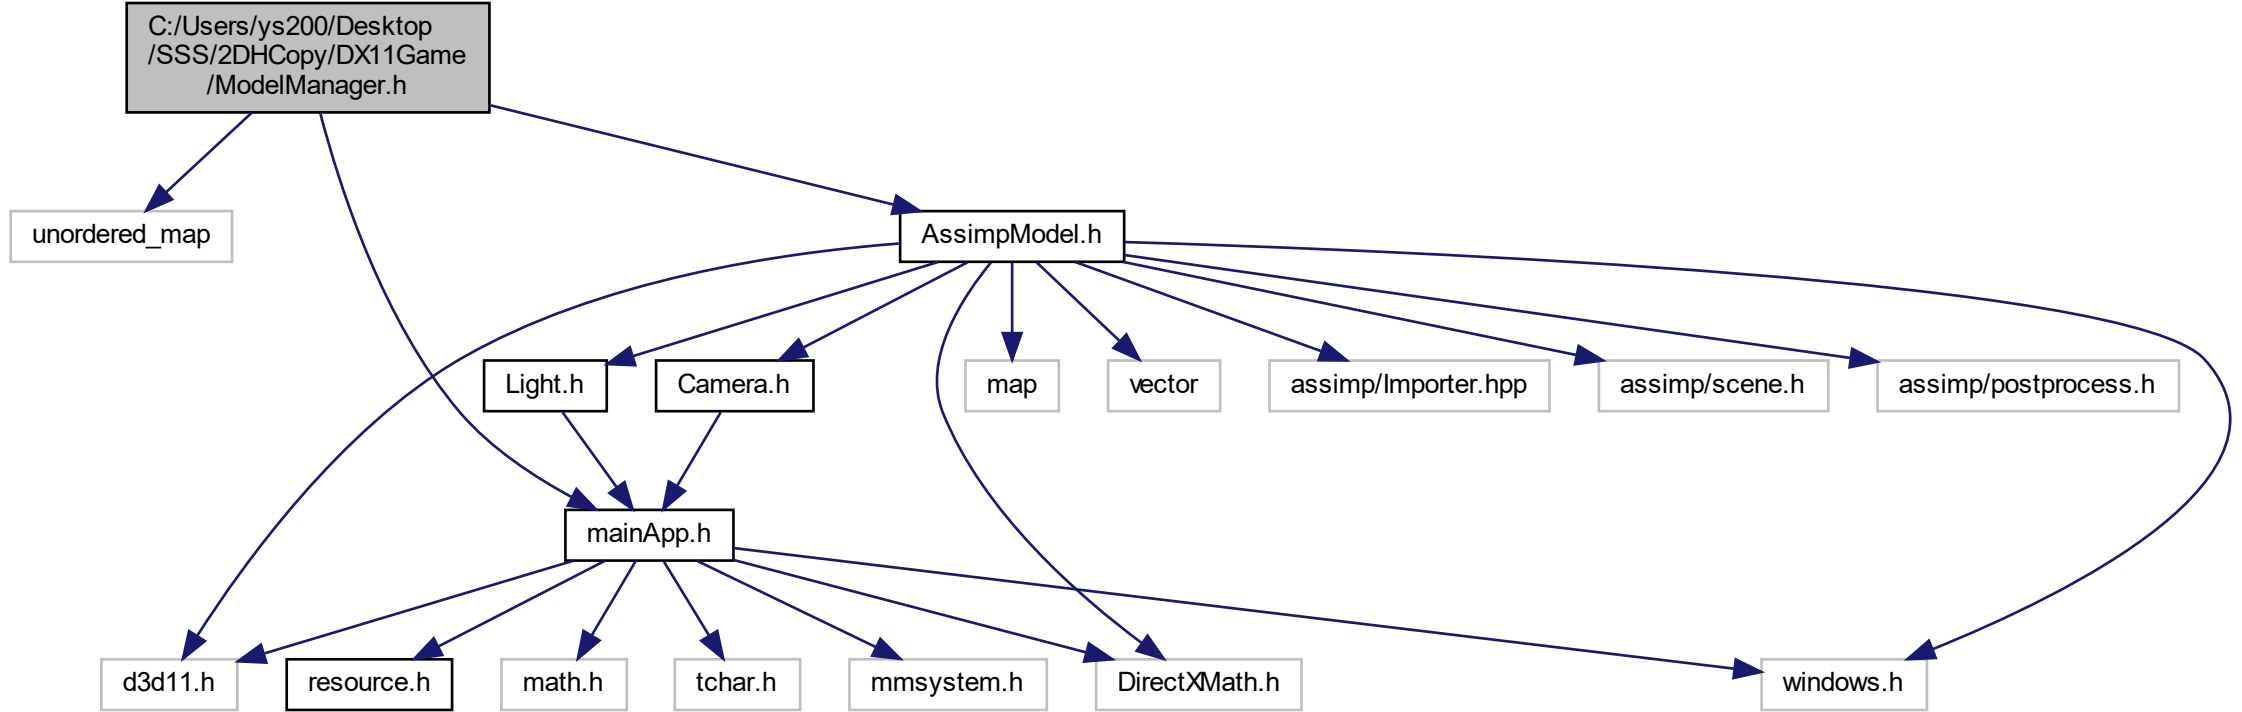 C:/Users/ys200/Desktop
/SSS/2DHCopy/DX11Game
/ModelManager.h
unordered_map
AssimpModel.h
Light.h
Camera.h
map
vector
assimp/Importer.hpp
assimp/scene.h
assimp/postprocess.h
mainApp.h
d3d11.h
resource.h
math.h
tchar.h
mmsystem.h
DirectXMath.h
windows.h